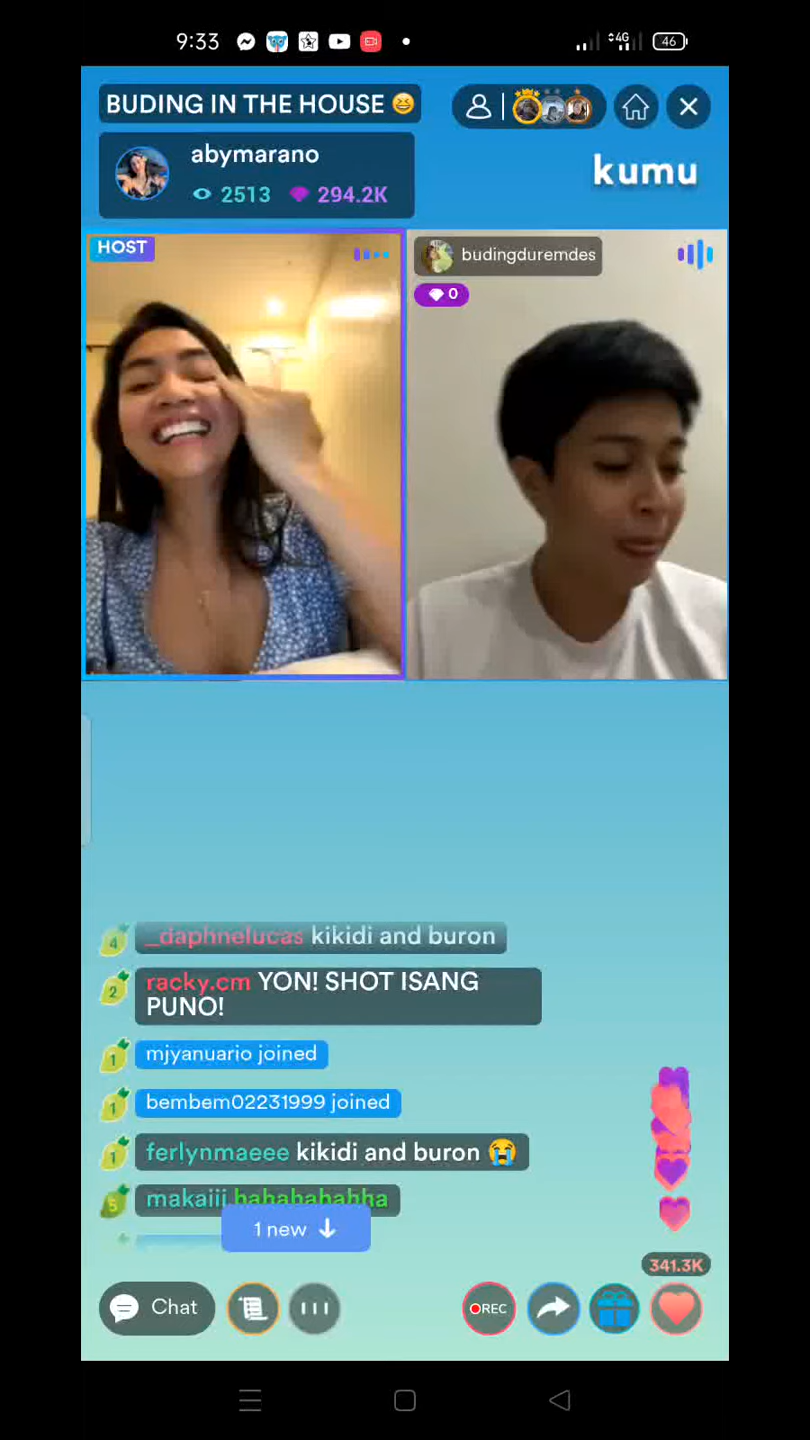 9:33
4G
46
BUDING IN THE HOUSE 😆
abymarano
2513 294.2K
kumu
HOST
budingduremdes
0
4 _daphnelucas kikidi and buron
2 racky.cm YON! SHOT ISANG
PUNO!
1 mjyanuario joined
1 bembem02231999 joined
1 ferlynmaeee kikidi and buron 😭
5 makaiii hahahahahha
1 new ↓
341.3K
Chat
REC